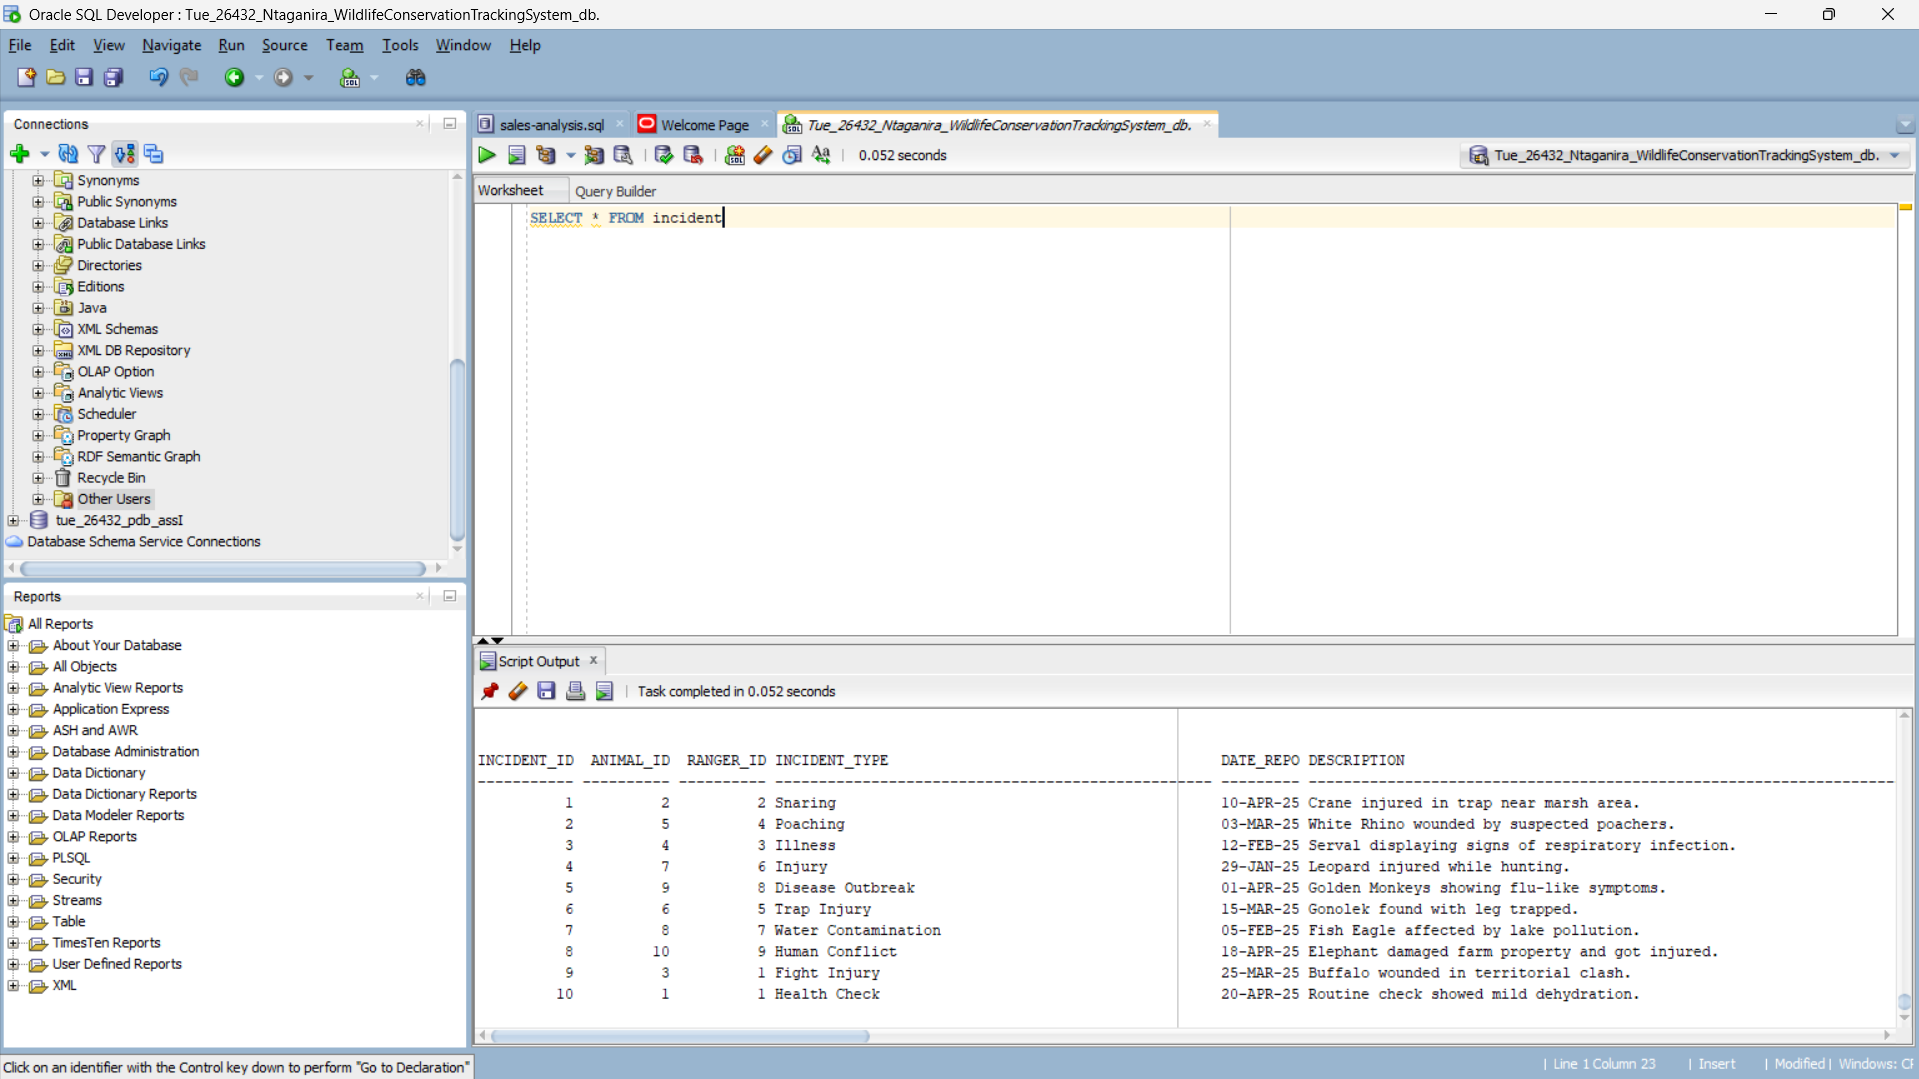 Oracle SQL Developer : Tue_26432_Ntaganira_WildlifeConservationTrackingSystem_db.
File Edit View Navigate Run Source Team Tools Window Help
Connections
Synonyms
Public Synonyms
Database Links
Public Database Links
Directories
Editions
Java
XML Schemas
XML DB Repository
OLAP Option
Analytic Views
Scheduler
Property Graph
RDF Semantic Graph
Recycle Bin
Other Users
tue_26432_pdb_assI
Database Schema Service Connections
Reports
All Reports
About Your Database
All Objects
Analytic View Reports
Application Express
ASH and AWR
Database Administration
Data Dictionary
Data Dictionary Reports
Data Modeler Reports
OLAP Reports
PLSQL
Security
Streams
Table
TimesTen Reports
User Defined Reports
XML
Click on an identifier with the Control key down to perform "Go to Declaration"
sales-analysis.sql Welcome Page Tue_26432_Ntaganira_WildlifeConservationTrackingSystem_db.
0.052 seconds Tue_26432_Ntaganira_WildlifeConservationTrackingSystem_db.
Worksheet Query Builder
SELECT * FROM incident
Script Output
Task completed in 0.052 seconds
INCIDENT_ID ANIMAL_ID RANGER_ID INCIDENT_TYPE DATE_REPO DESCRIPTION
1 2 2 Snaring 10-APR-25 Crane injured in trap near marsh area.
2 5 4 Poaching 03-MAR-25 White Rhino wounded by suspected poachers.
3 4 3 Illness 12-FEB-25 Serval displaying signs of respiratory infection.
4 7 6 Injury 29-JAN-25 Leopard injured while hunting.
5 9 8 Disease Outbreak 01-APR-25 Golden Monkeys showing flu-like symptoms.
6 6 5 Trap Injury 15-MAR-25 Gonolek found with leg trapped.
7 8 7 Water Contamination 05-FEB-25 Fish Eagle affected by lake pollution.
8 10 9 Human Conflict 18-APR-25 Elephant damaged farm property and got injured.
9 3 1 Fight Injury 25-MAR-25 Buffalo wounded in territorial clash.
10 1 1 Health Check 20-APR-25 Routine check showed mild dehydration.
Line 1 Column 23 | Insert | Modified | Windows: